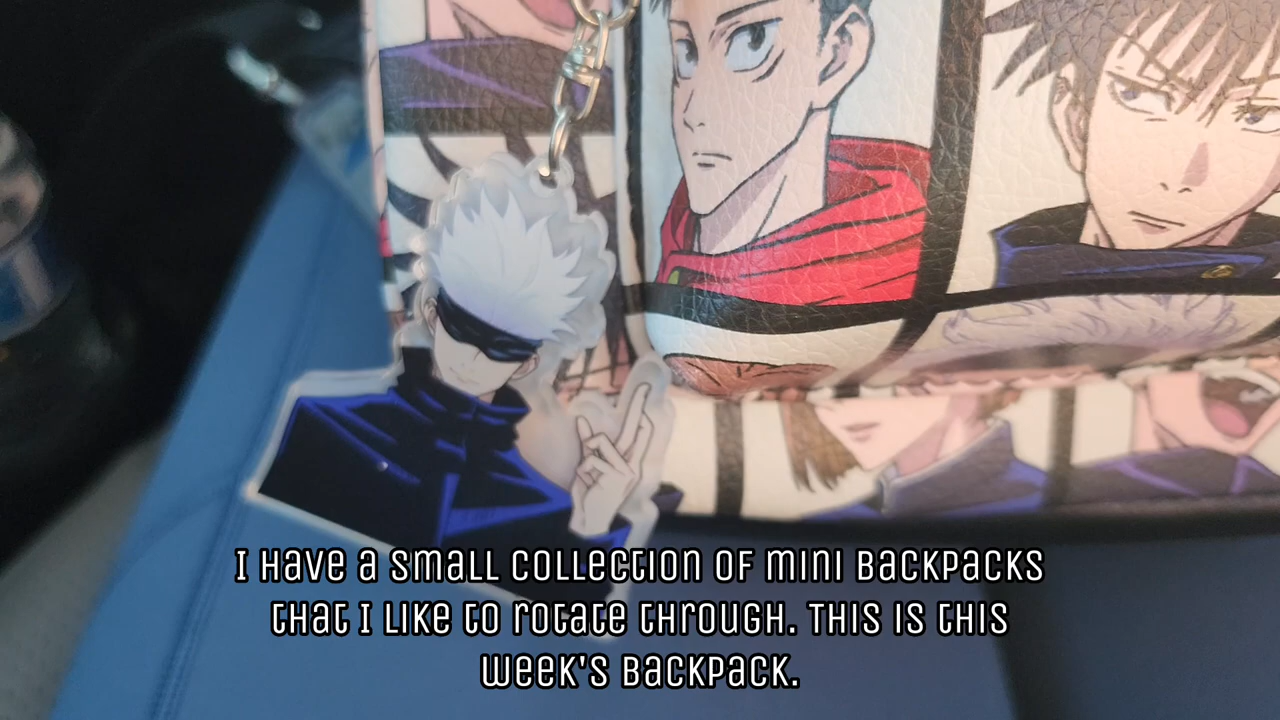 I have a small collection of mini backpacks
that I like to rotate through. This is this
week's backpack.